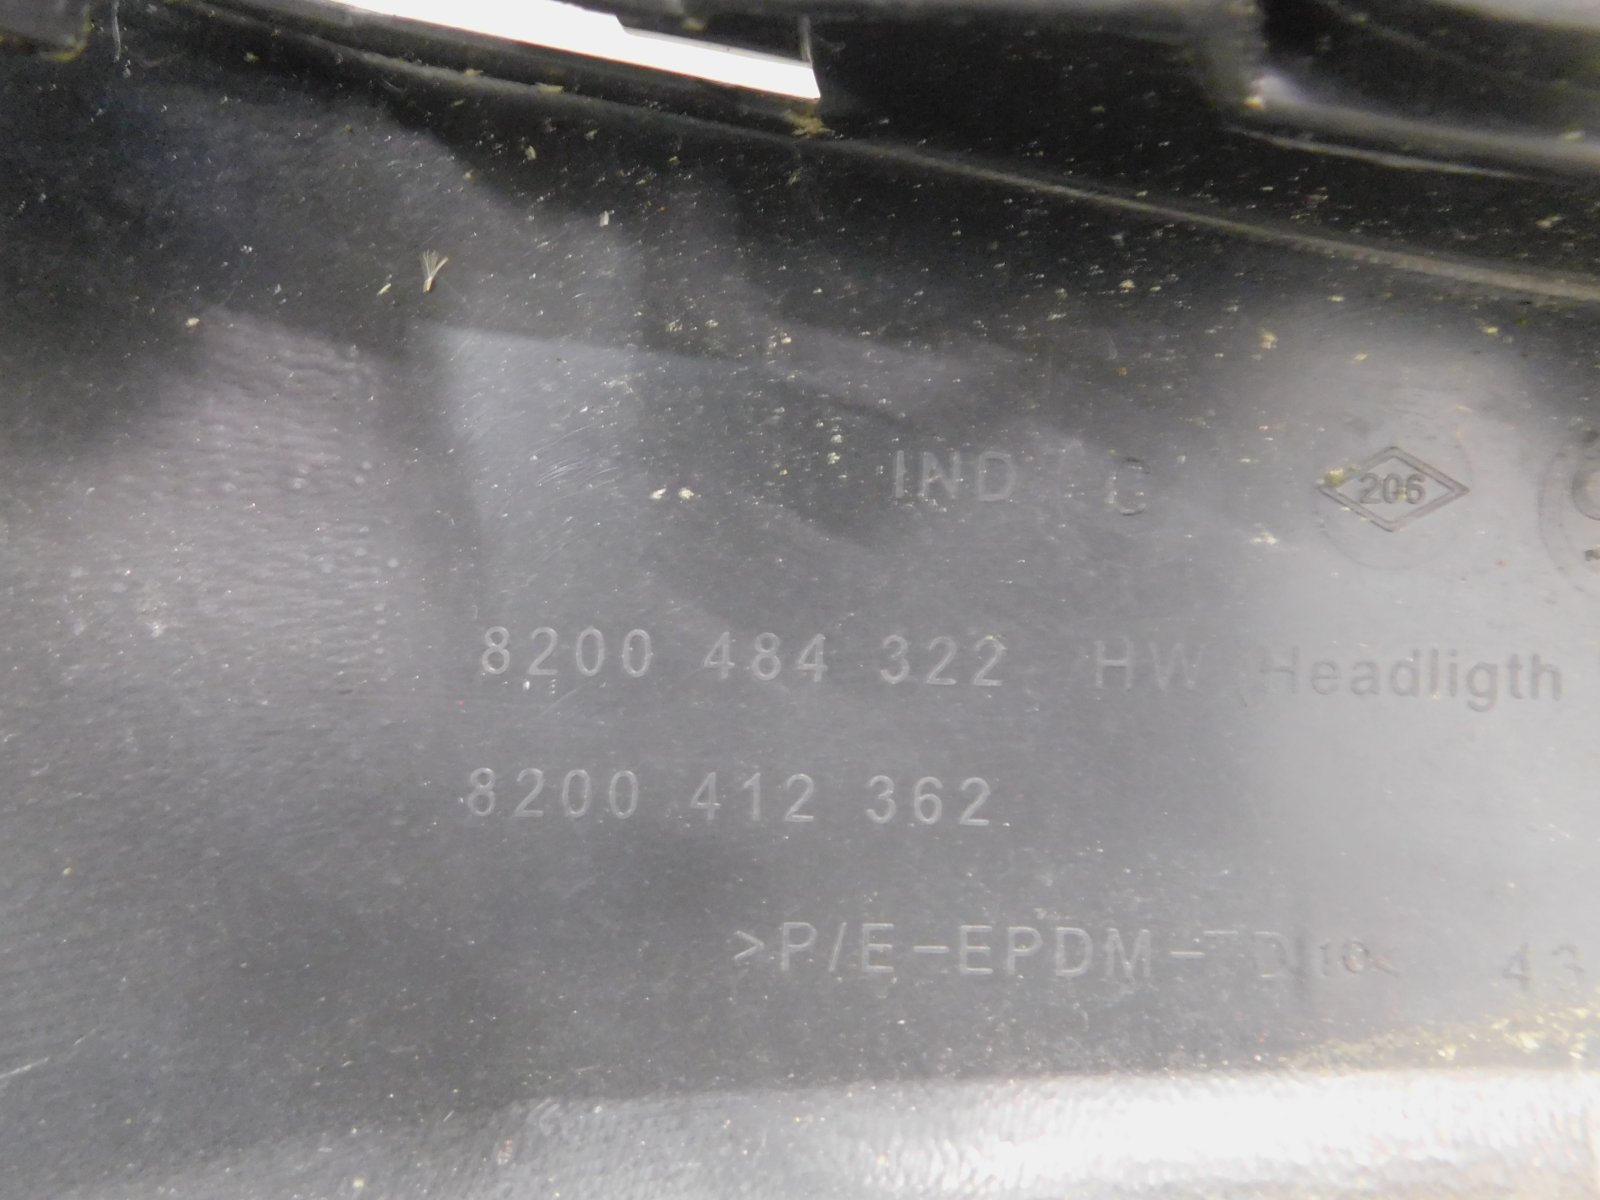 IND C
206
8200 484 322 HW Headligth
8200 412 362
>P/E-EPDM-TD10< 43